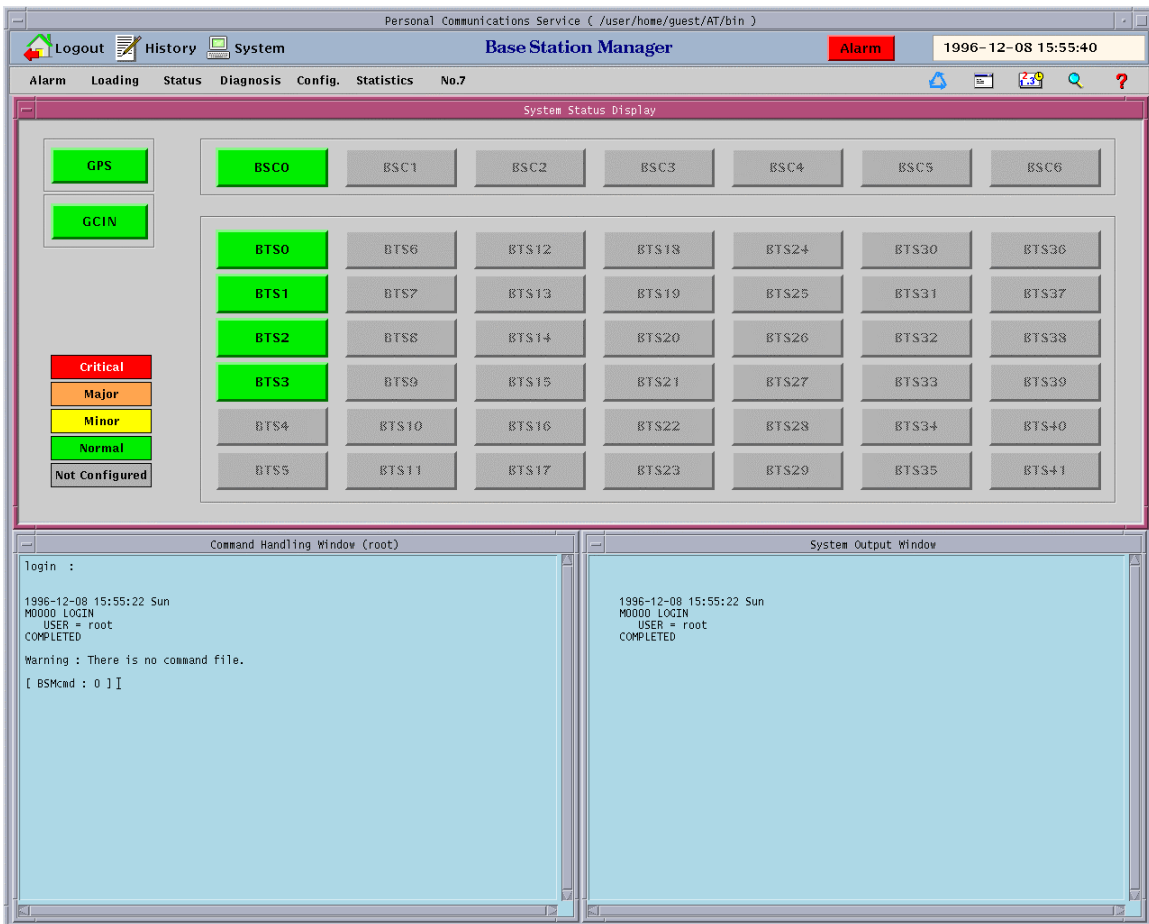 Personal Communications Service ( /user/home/guest/AT/bin )
Logout History System Base Station Manager Alarm 1996-12-08 15:55:40
Alarm Loading Status Diagnosis Config. Statistics No.7 ?
System Status Display
GPS BSC0 BSC1 BSC2 BSC3 BSC4 BSC5 BSC6
GCIN
BTS0 BTS6 BTS12 BTS18 BTS24 BTS30 BTS36
BTS1 BTS7 BTS13 BTS19 BTS25 BTS31 BTS37
BTS2 BTS8 BTS14 BTS20 BTS26 BTS32 BTS38
BTS3 BTS9 BTS15 BTS21 BTS27 BTS33 BTS39
BTS4 BTS10 BTS16 BTS22 BTS28 BTS34 BTS40
BTS5 BTS11 BTS17 BTS23 BTS29 BTS35 BTS41
Critical
Major
Minor
Normal
Not Configured
Command Handling Window (root)
login :
1996-12-08 15:55:22 Sun
M0000 LOGIN
USER = root
COMPLETED
Warning : There is no command file.
[ BSMcmd : 0 ]
System Output Window
1996-12-08 15:55:22 Sun
M0000 LOGIN
USER = root
COMPLETED